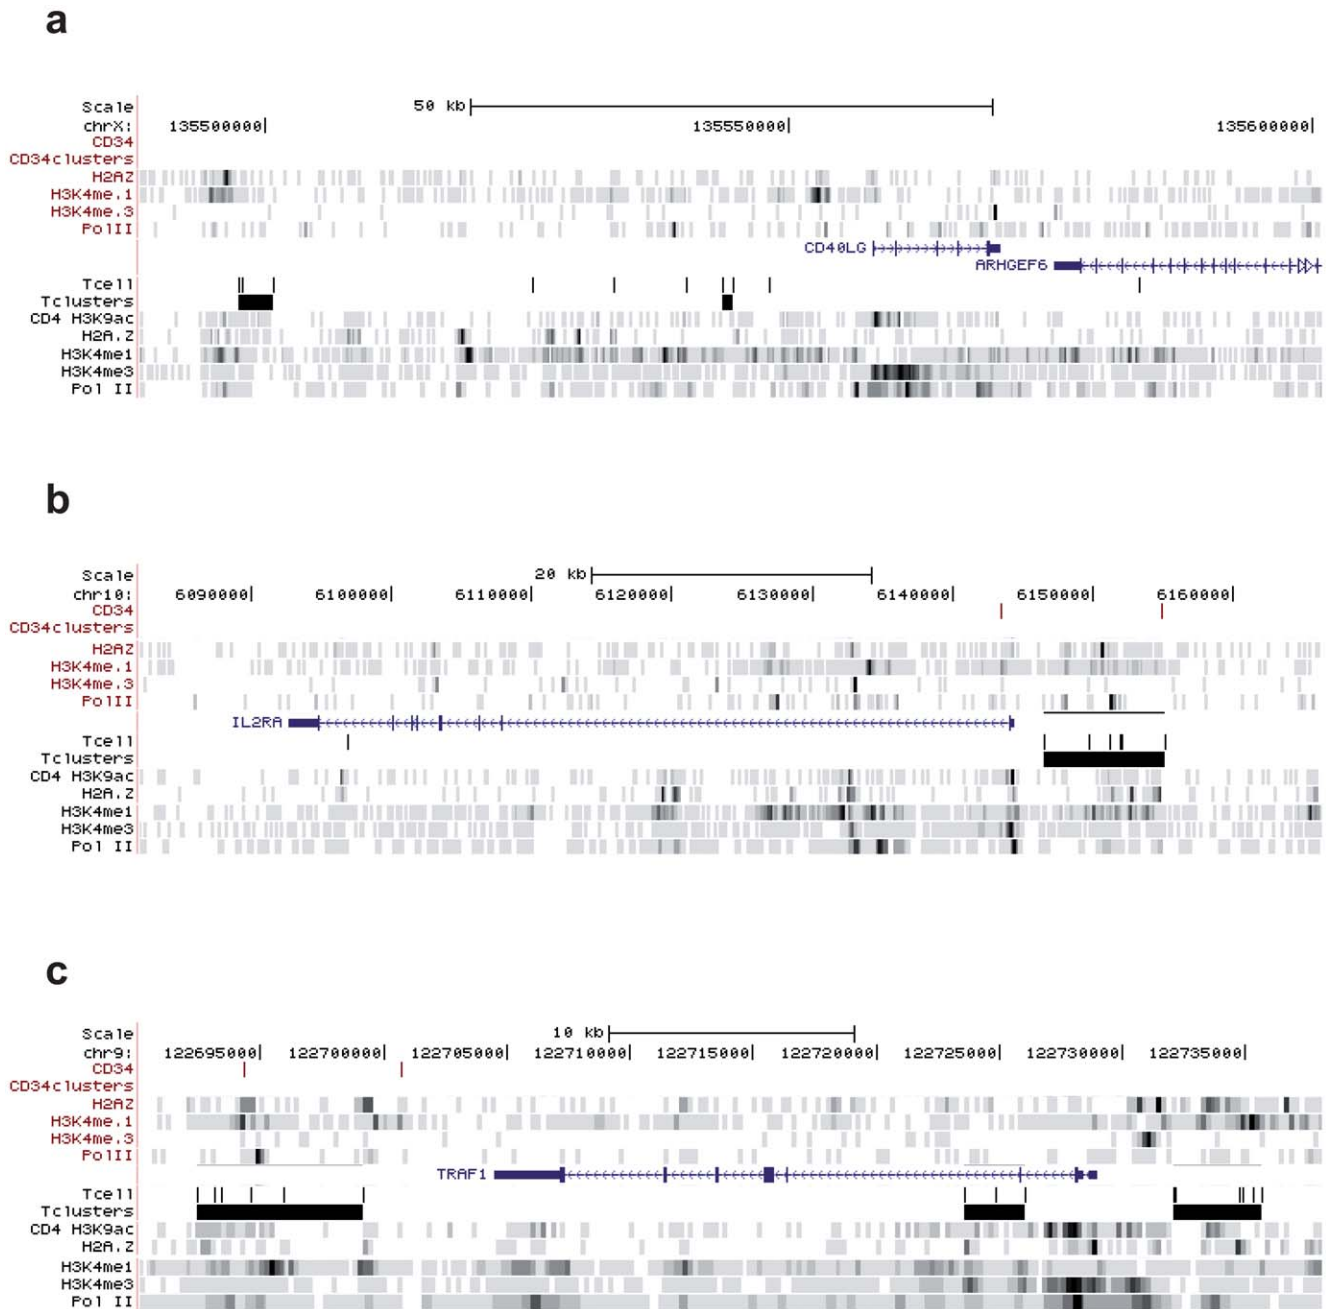 a
Scale 50 kb
chrX: 135500000| 135550000| 135600000|
CD34
CD34clusters
H2AZ
H3K4me.1
H3K4me.3
PolII
CD40LG
ARHGEF6
Tcell
Tclusters
CD4 H3K9ac
H2A.Z
H3K4me1
H3K4me3
Pol II
b
Scale 20 kb
chr10: 6090000| 6100000| 6110000| 6120000| 6130000| 6140000| 6150000| 6160000|
CD34
CD34clusters
H2AZ
H3K4me.1
H3K4me.3
PolII
IL2RA
Tcell
Tclusters
CD4 H3K9ac
H2A.Z
H3K4me1
H3K4me3
Pol II
c
Scale 10 kb
chr9: 122695000| 122700000| 122705000| 122710000| 122715000| 122720000| 122725000| 122730000| 122735000|
CD34
CD34clusters
H2AZ
H3K4me.1
H3K4me.3
PolII
TRAF1
Tcell
Tclusters
CD4 H3K9ac
H2A.Z
H3K4me1
H3K4me3
Pol II